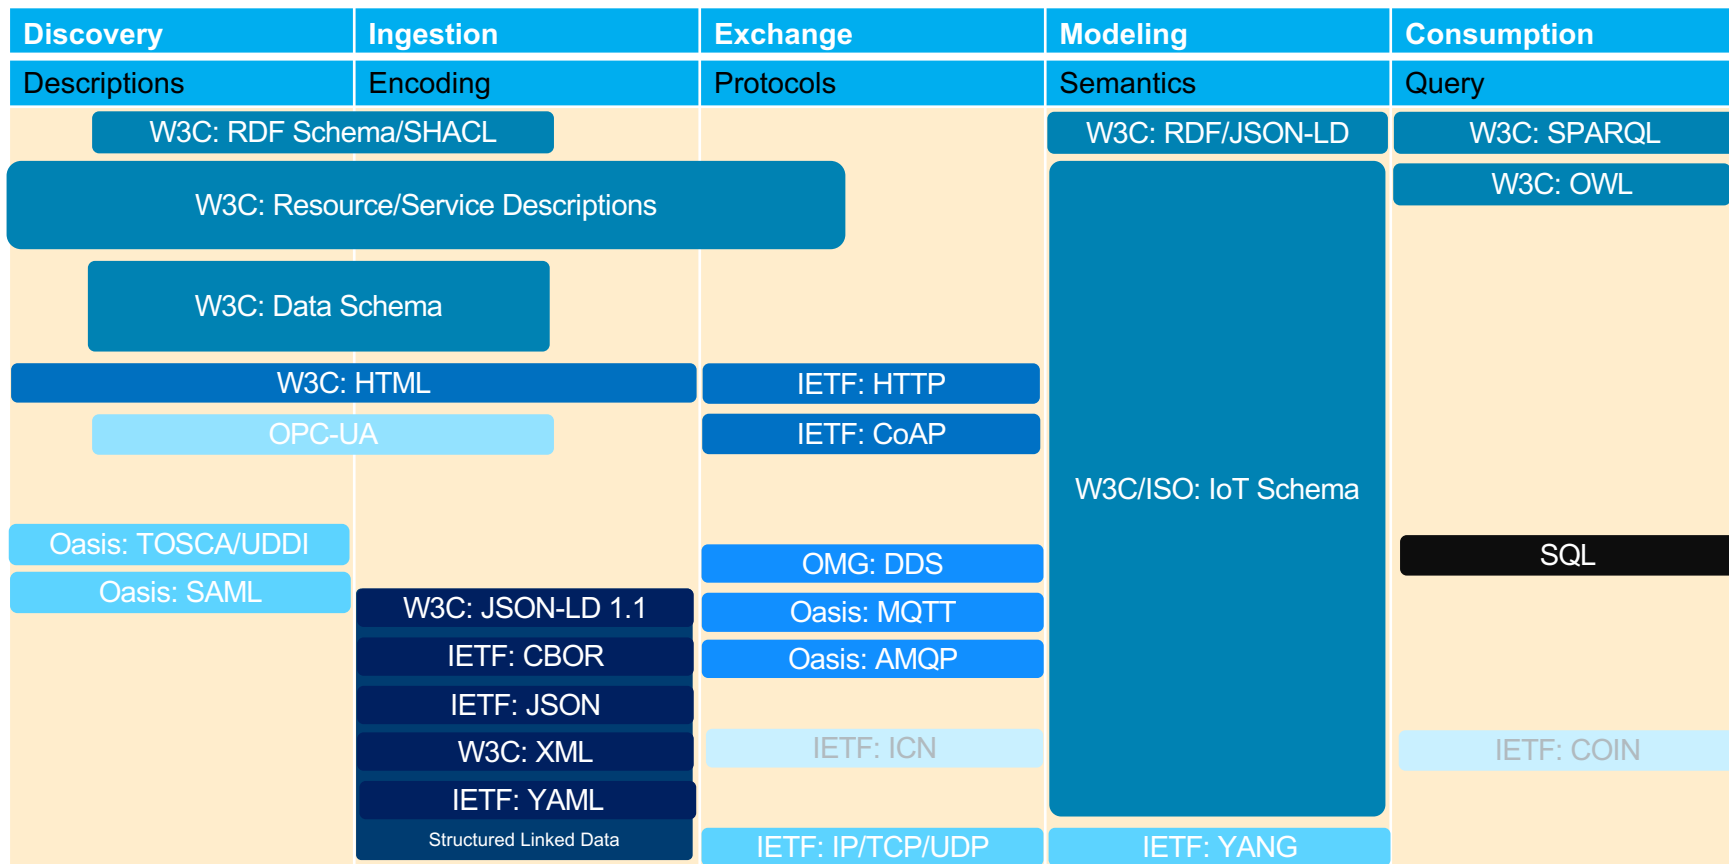 Discovery
Ingestion
Exchange
Modeling
Consumption
Descriptions
Encoding
Protocols
Semantics
Query
W3C: RDF Schema/SHACL
W3C: RDF/JSON-LD
W3C: SPARQL
W3C: Resource/Service Descriptions
W3C: OWL
W3C: Data Schema
W3C: HTML
IETF: HTTP
OPC-UA
IETF: CoAP
W3C/ISO: IoT Schema
Oasis: TOSCA/UDDI
OMG: DDS
SQL
Oasis: SAML
W3C: JSON-LD 1.1
Oasis: MQTT
IETF: CBOR
Oasis: AMQP
IETF: JSON
W3C: XML
IETF: ICN
IETF: COIN
IETF: YAML
Structured Linked Data
IETF: IP/TCP/UDP
IETF: YANG